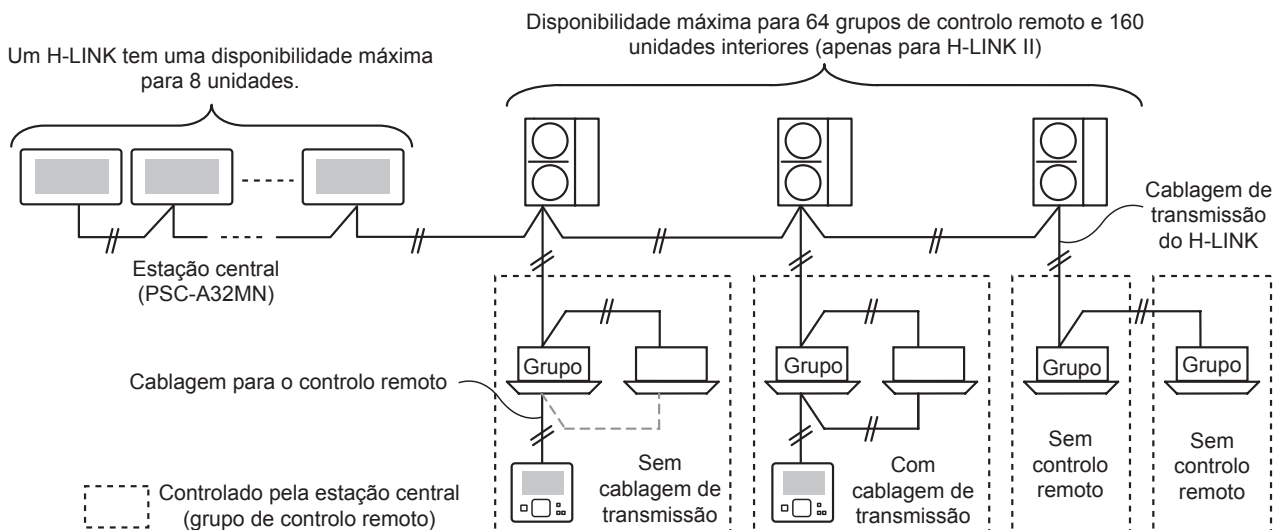 Um H-LINK tem uma disponibilidade máxima
para 8 unidades.
Disponibilidade máxima para 64 grupos de controlo remoto e 160
unidades interiores (apenas para H-LINK II)
Cablagem de
transmissão
do H-LINK
Estação central
(PSC-A32MN)
Grupo
Grupo
Grupo
Grupo
Cablagem para o controlo remoto
Sem
cablagem de
transmissão
Com
cablagem de
transmissão
Sem
controlo
remoto
Sem
controlo
remoto
Controlado pela estação central
(grupo de controlo remoto)